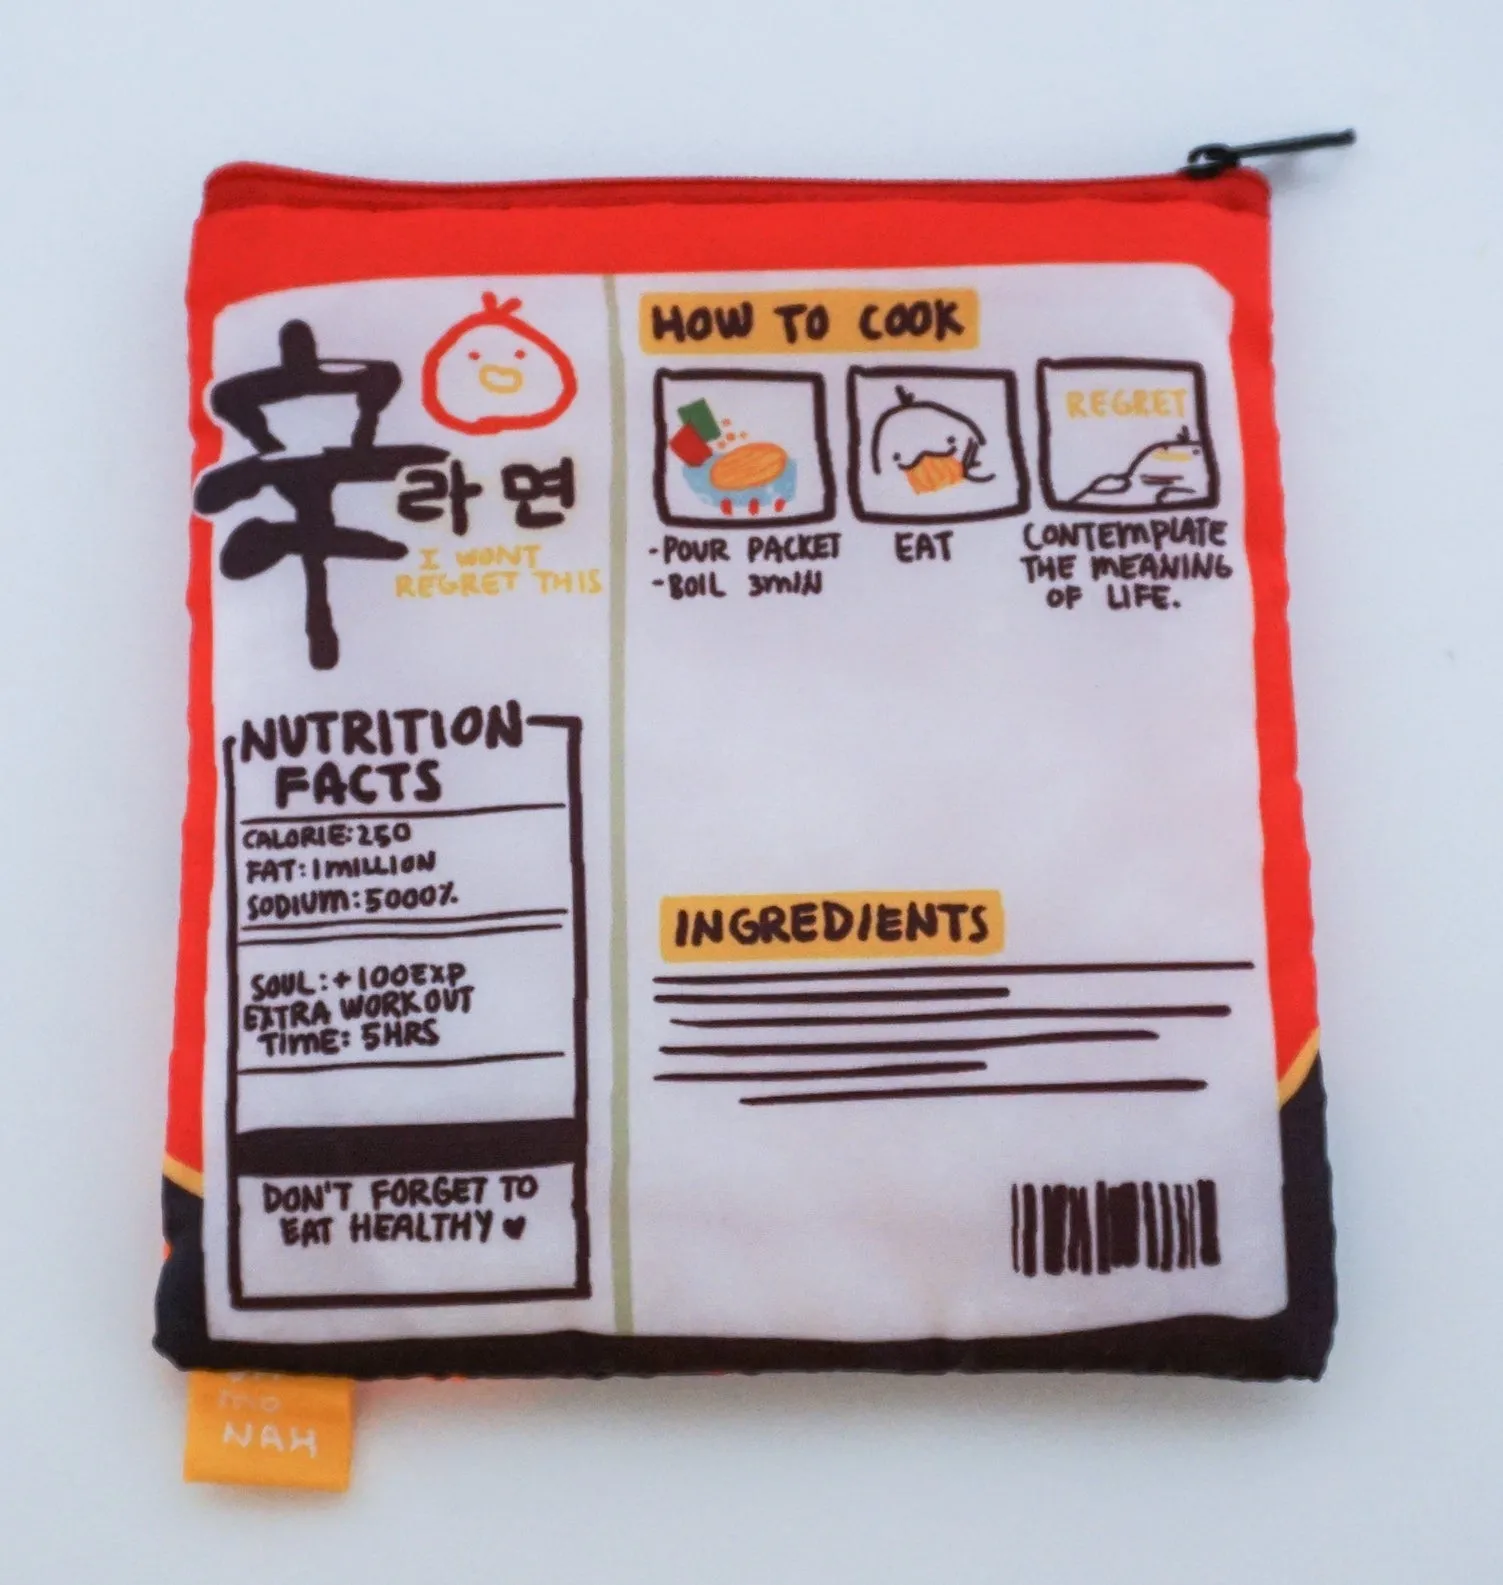 辛라면
I WONT
REGRET THIS
NUTRITION
FACTS
CALORIE:250
FAT:1MILLION
SODIUM:5000%
SOUL:+100EXP
EXTRA WORKOUT
TIME: 5HRS
DON'T FORGET TO
EAT HEALTHY ♥
HOW TO COOK
-POUR PACKET
-BOIL 3MIN
EAT
REGRET
CONTEMPLATE
THE MEANING
OF LIFE.
INGREDIENTS
mo
NAH